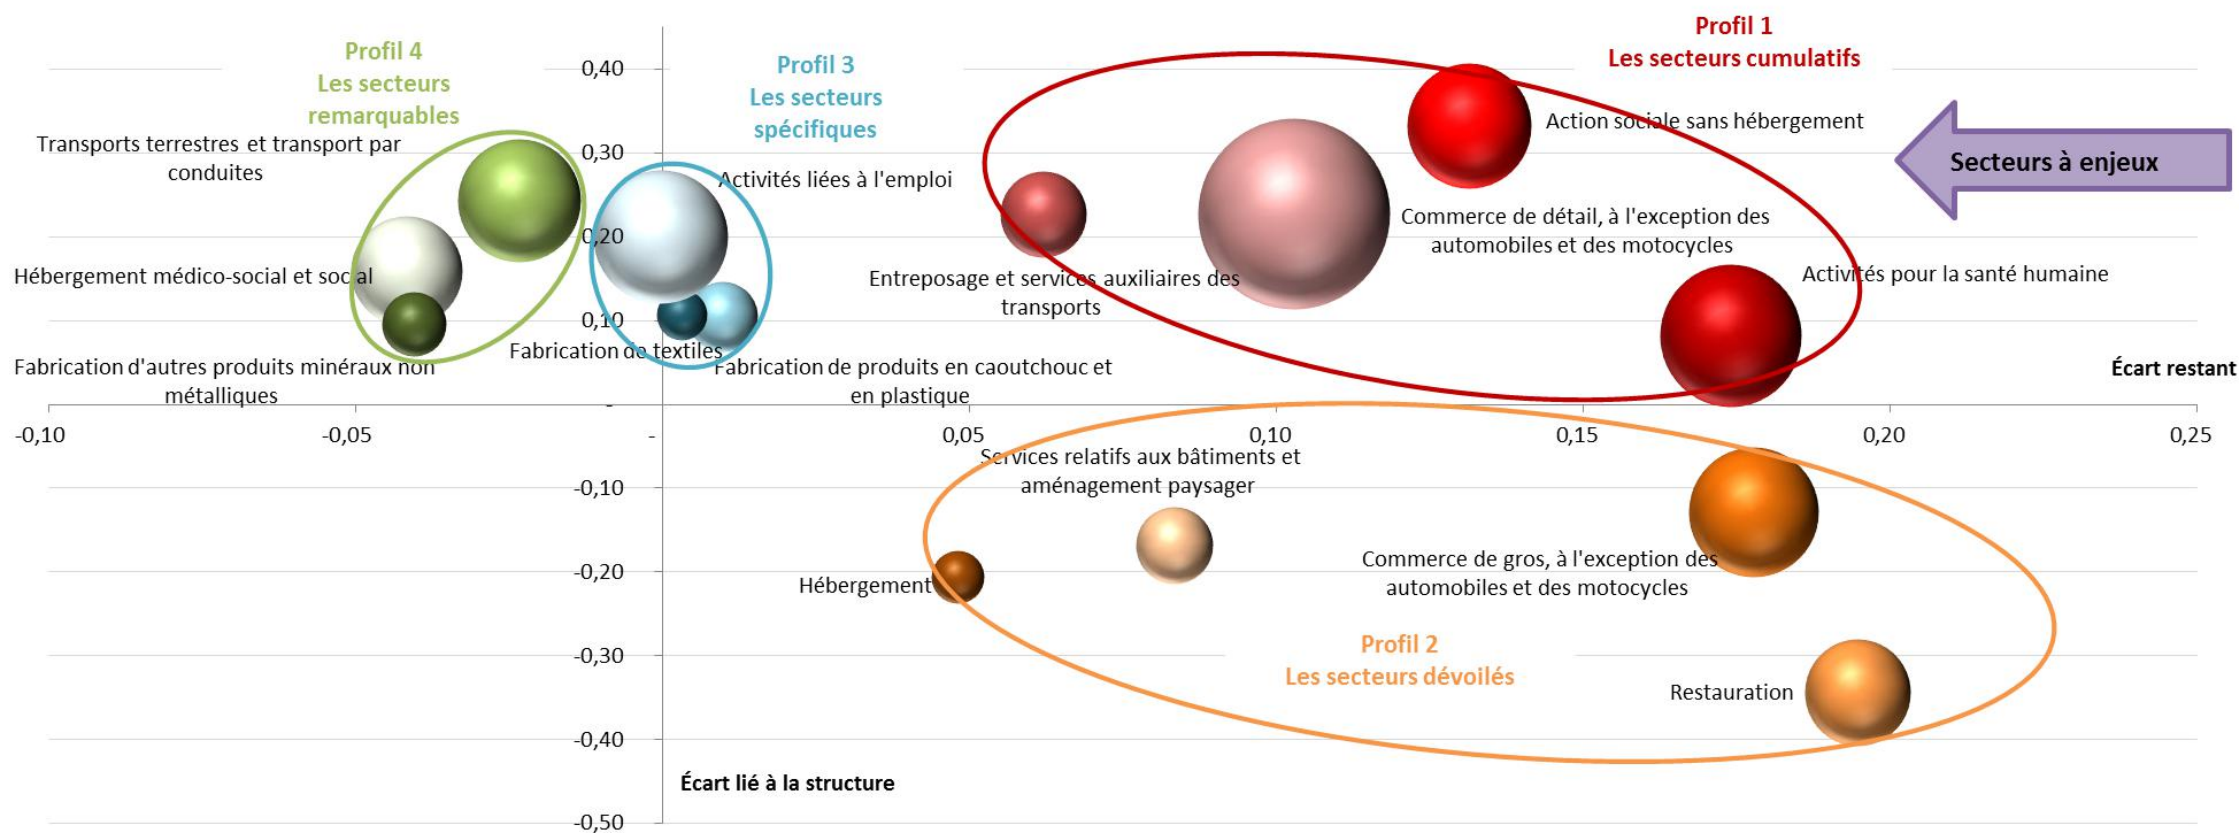 Profil 4
Les secteurs
remarquables
Profil 3
Les secteurs
spécifiques
Profil 1
Les secteurs cumulatifs
Secteurs à enjeux
Transports terrestres et transport par
conduites
Hébergement médico-social et social
Fabrication d'autres produits minéraux non
métalliques
Activités liées à l'emploi
Fabrication de textiles
Fabrication de produits en caoutchouc et
en plastique
Action sociale sans hébergement
Commerce de détail, à l'exception des
automobiles et des motocycles
Entreposage et services auxiliaires des
transports
Activités pour la santé humaine
Écart restant
0,40
0,30
0,20
0,10
-
-0,10
-0,20
-0,30
-0,40
-0,50
-0,10
-0,05
-
0,05
0,10
0,15
0,20
0,25
Services relatifs aux bâtiments et
aménagement paysager
Hébergement
Commerce de gros, à l'exception des
automobiles et des motocycles
Profil 2
Les secteurs dévoilés
Restauration
Écart lié à la structure